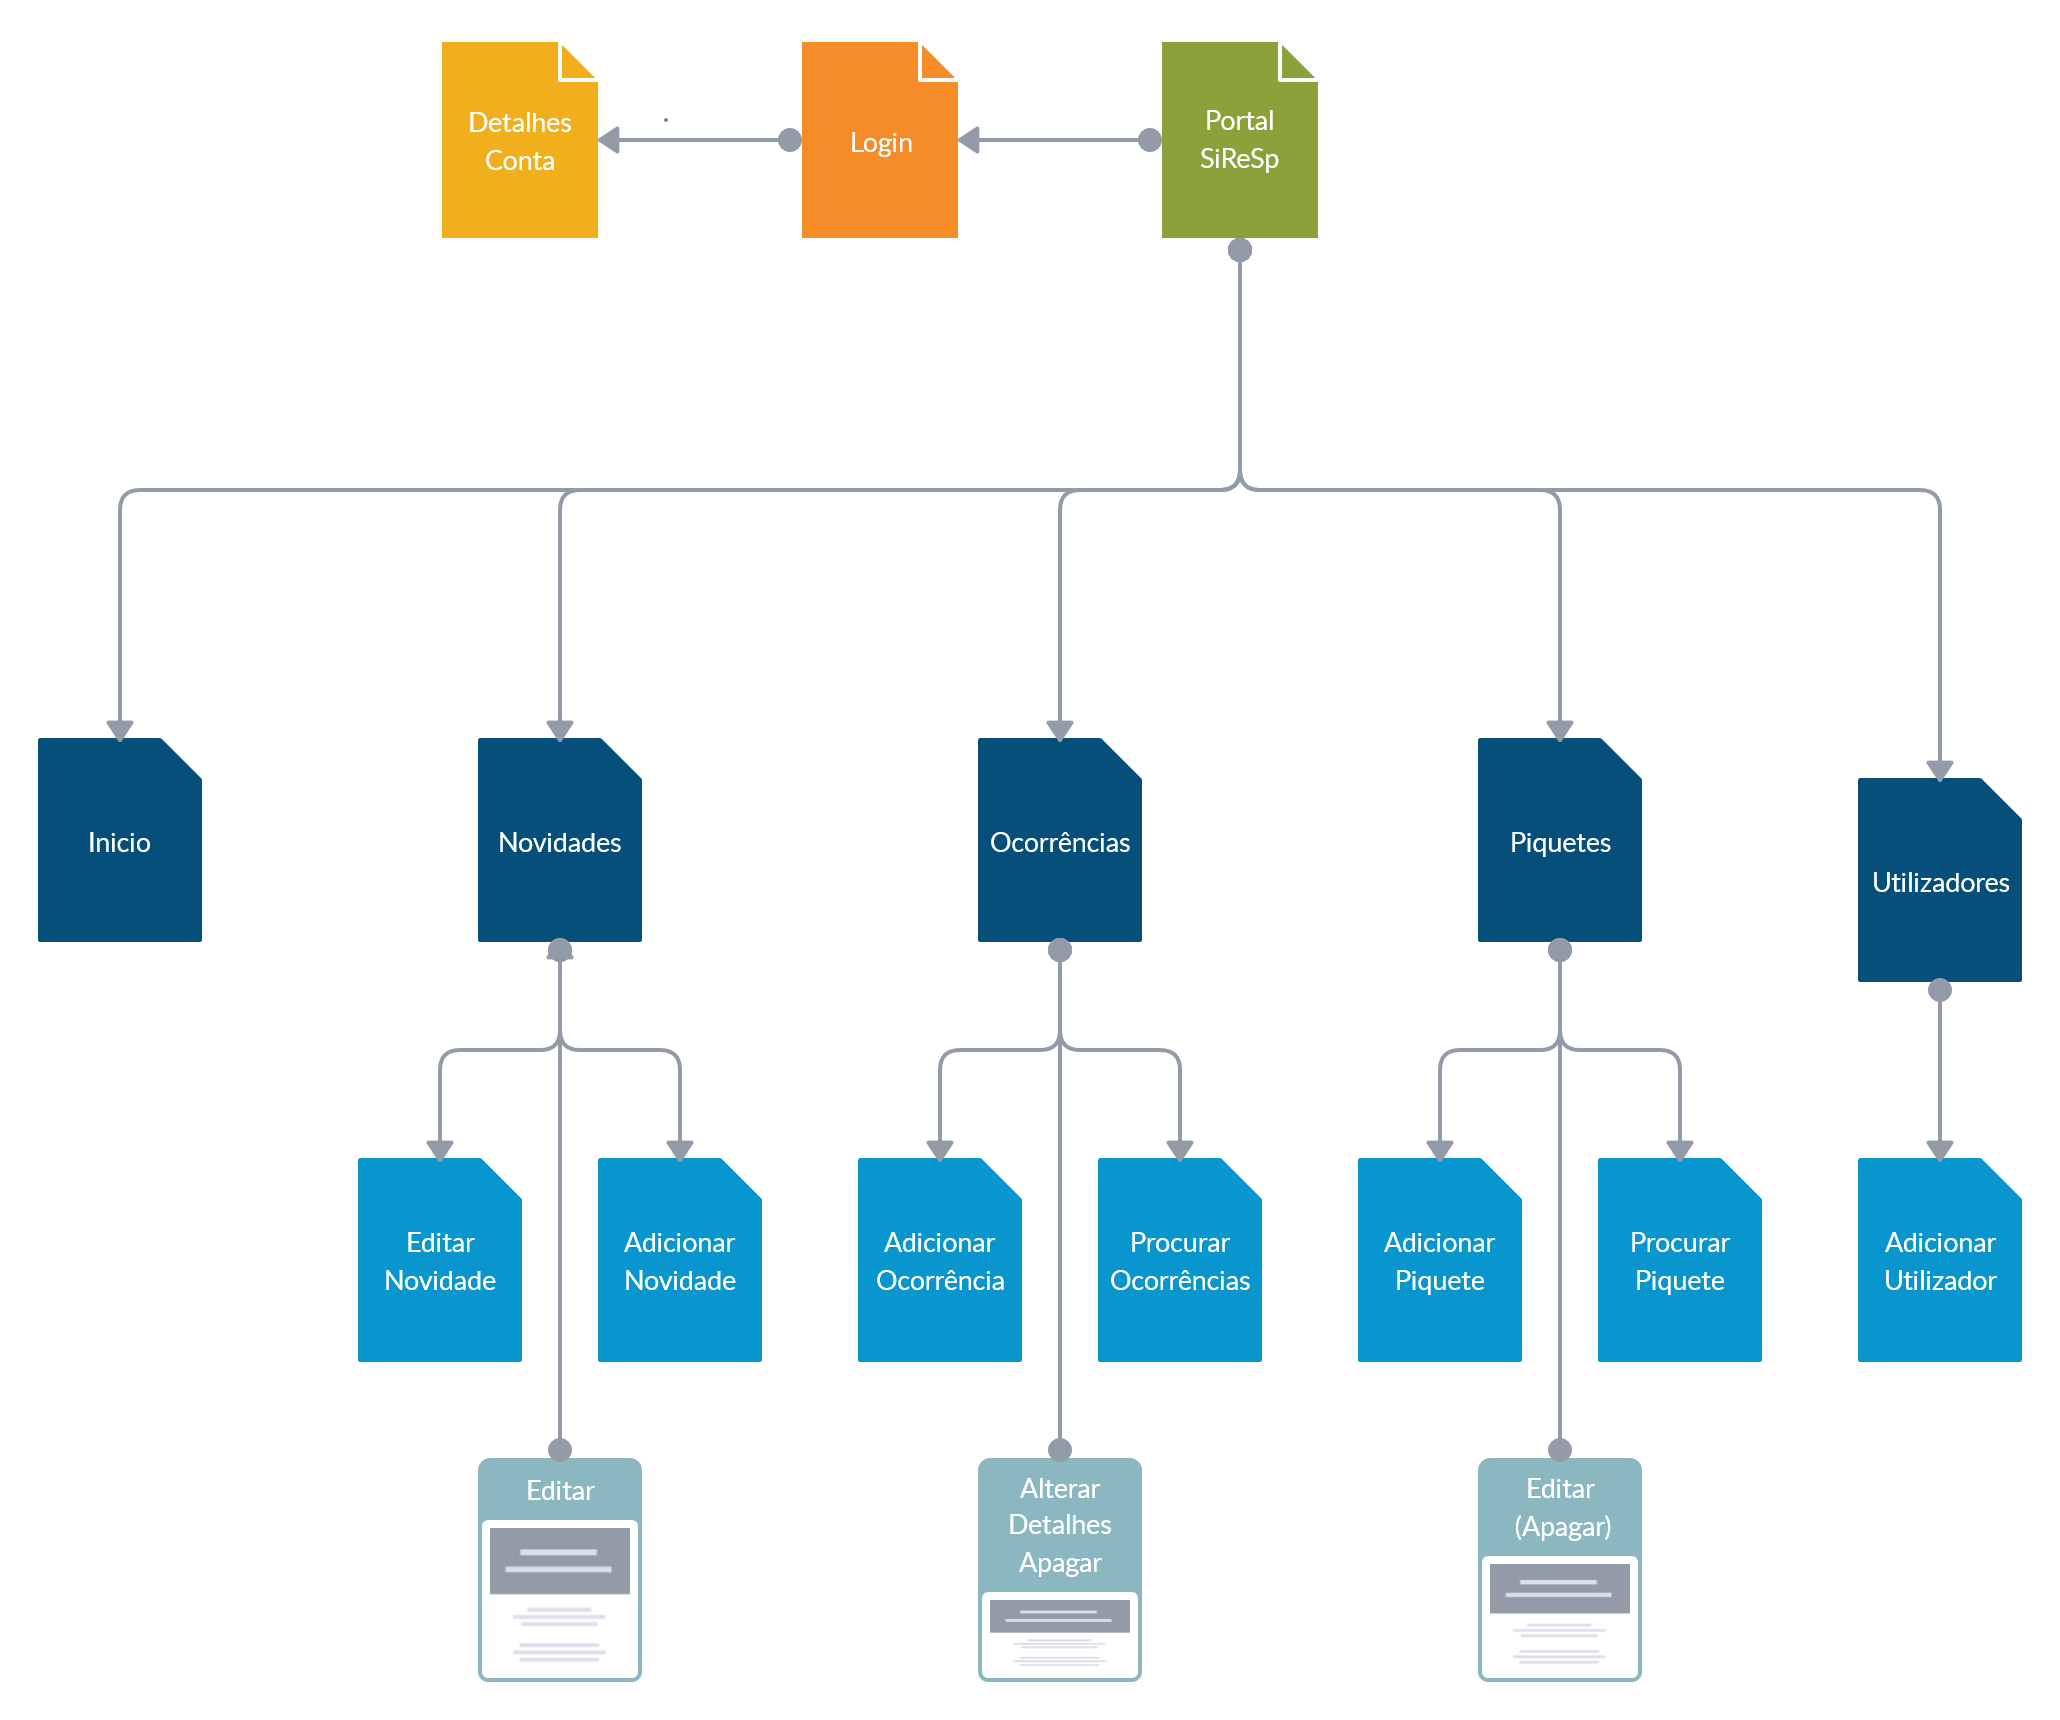 Detalhes
Conta
Login
Portal
SiReSp
Inicio
Novidades
Ocorrências
Piquetes
Utilizadores
Editar
Novidade
Adicionar
Novidade
Adicionar
Ocorrência
Procurar
Ocorrências
Adicionar
Piquete
Procurar
Piquete
Adicionar
Utilizador
Editar
Alterar
Detalhes
Apagar
Editar
(Apagar)